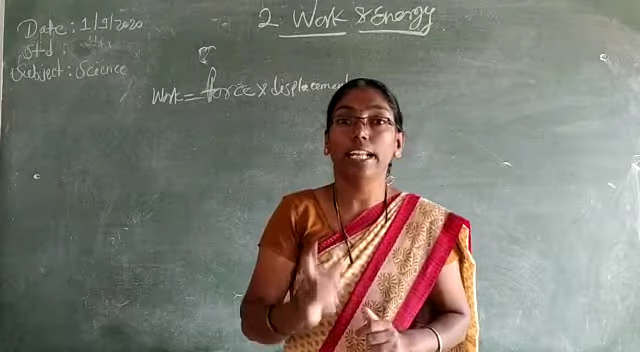 Date: 1/9/2020
Std:
Subject: Science
2. Work & Energy
Work = force x displacement